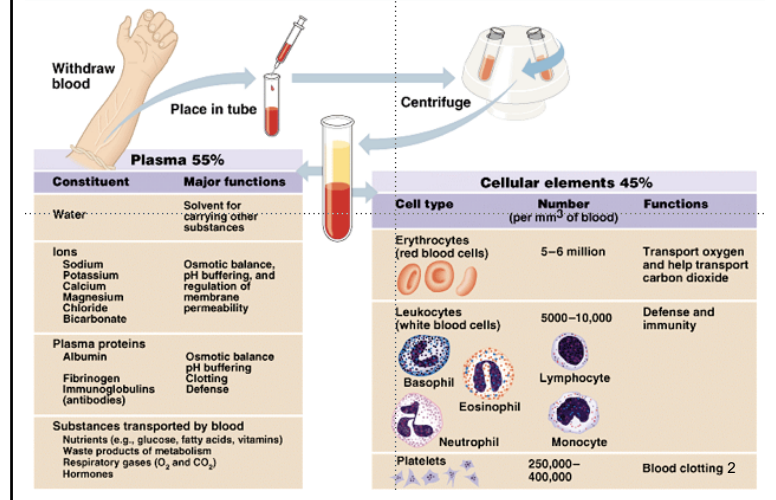 Withdraw
blood
Place in tube
Centrifuge
Plasma 55%
Constituent Major functions
Water Solvent for
carrying other
substances
Ions
Sodium Osmotic balance,
Potassium pH buffering, and
Calcium regulation of
Magnesium membrane
Chloride permeability
Bicarbonate
Plasma proteins
Albumin Osmotic balance
pH buffering
Fibrinogen Clotting
Immunoglobulins Defense
(antibodies)
Substances transported by blood
Nutrients (e.g., glucose, fatty acids, vitamins)
Waste products of metabolism
Respiratory gases (O₂ and CO₂)
Hormones
Cellular elements 45%
Cell type Number Functions
(per mm³ of blood)
Erythrocytes
(red blood cells) 5–6 million Transport oxygen
and help transport
carbon dioxide
Leukocytes 5000–10,000 Defense and
(white blood cells) immunity
Basophil
Lymphocyte
Eosinophil
Neutrophil
Monocyte
Platelets 250,000– Blood clotting 2
400,000